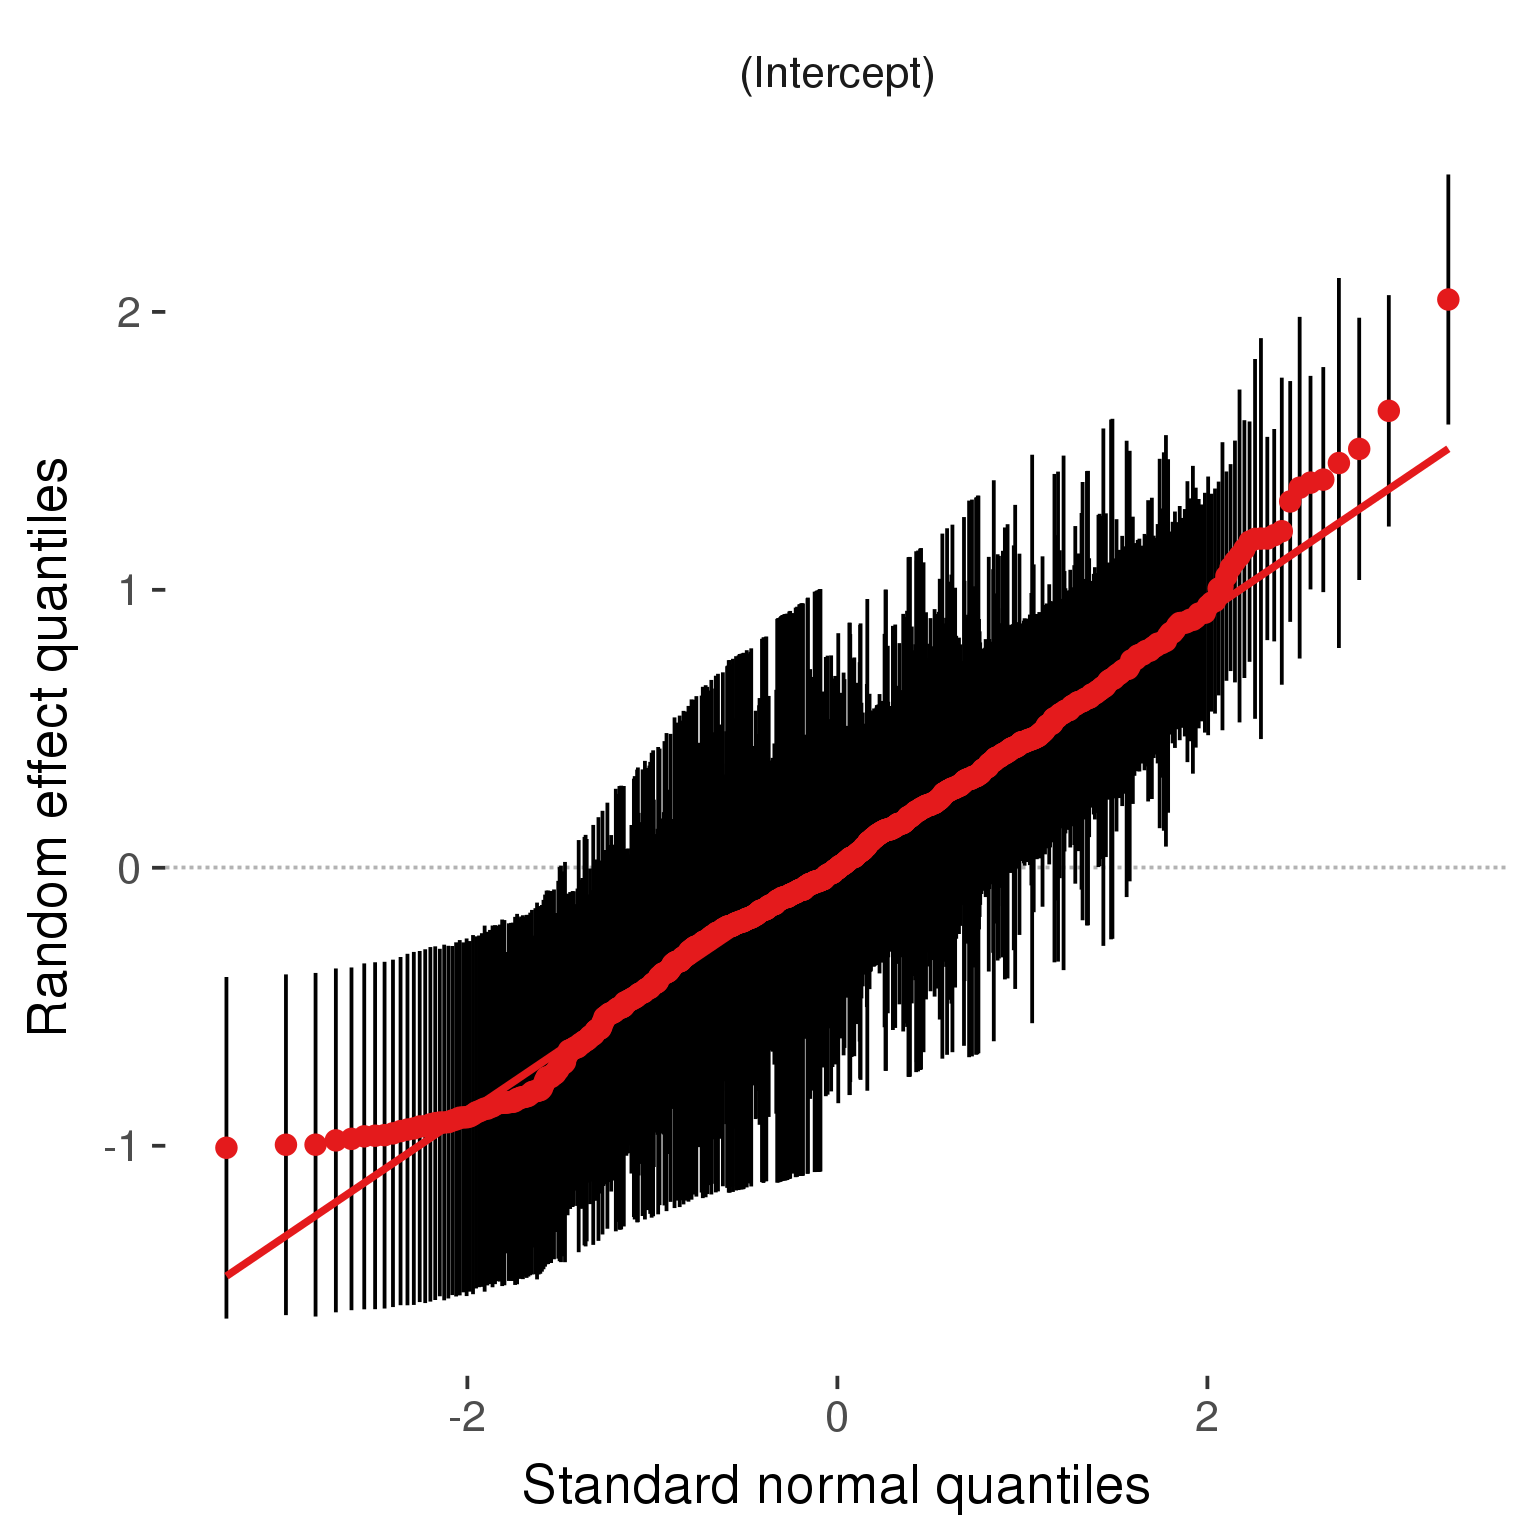 (Intercept)
Random effect quantiles
2
1
0
-1
-2
0
2
Standard normal quantiles